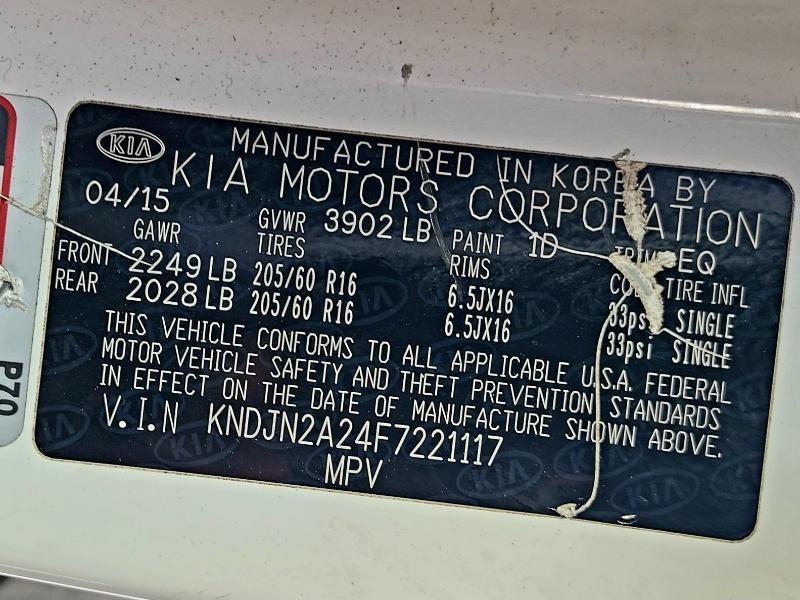 KIA
MANUFACTURED IN KOREA BY
KIA MOTORS CORPORATION
04/15 GVWR 3902 LB PAINT 1D TRIM EQ
GAWR TIRES RIMS COLD TIRE INFL
FRONT 2249 LB 205/60 R16 6.5JX16 33psi SINGLE
REAR 2028 LB 205/60 R16 6.5JX16 33psi SINGLE
THIS VEHICLE CONFORMS TO ALL APPLICABLE U.S.A. FEDERAL
MOTOR VEHICLE SAFETY AND THEFT PREVENTION STANDARDS
IN EFFECT ON THE DATE OF MANUFACTURE SHOWN ABOVE.
V.I.N KNDJN2A24F7221117
MPV
P70